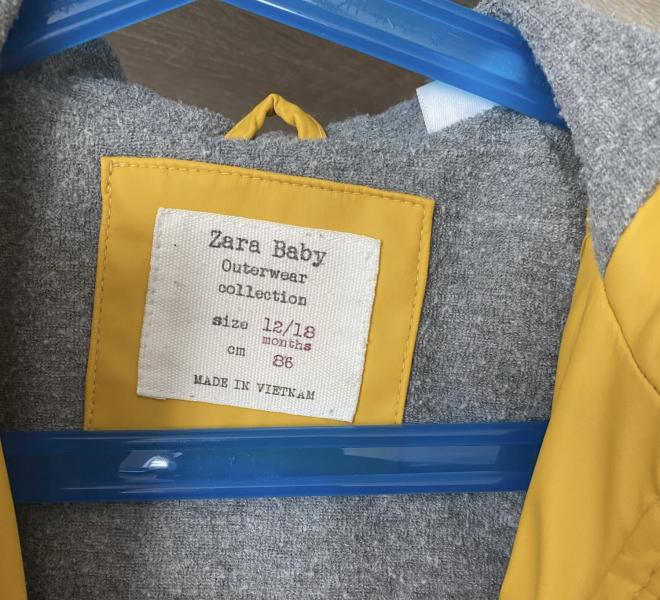 Zara Baby
Outerwear
collection
size 12/18
months
cm 86
MADE IN VIETNAM